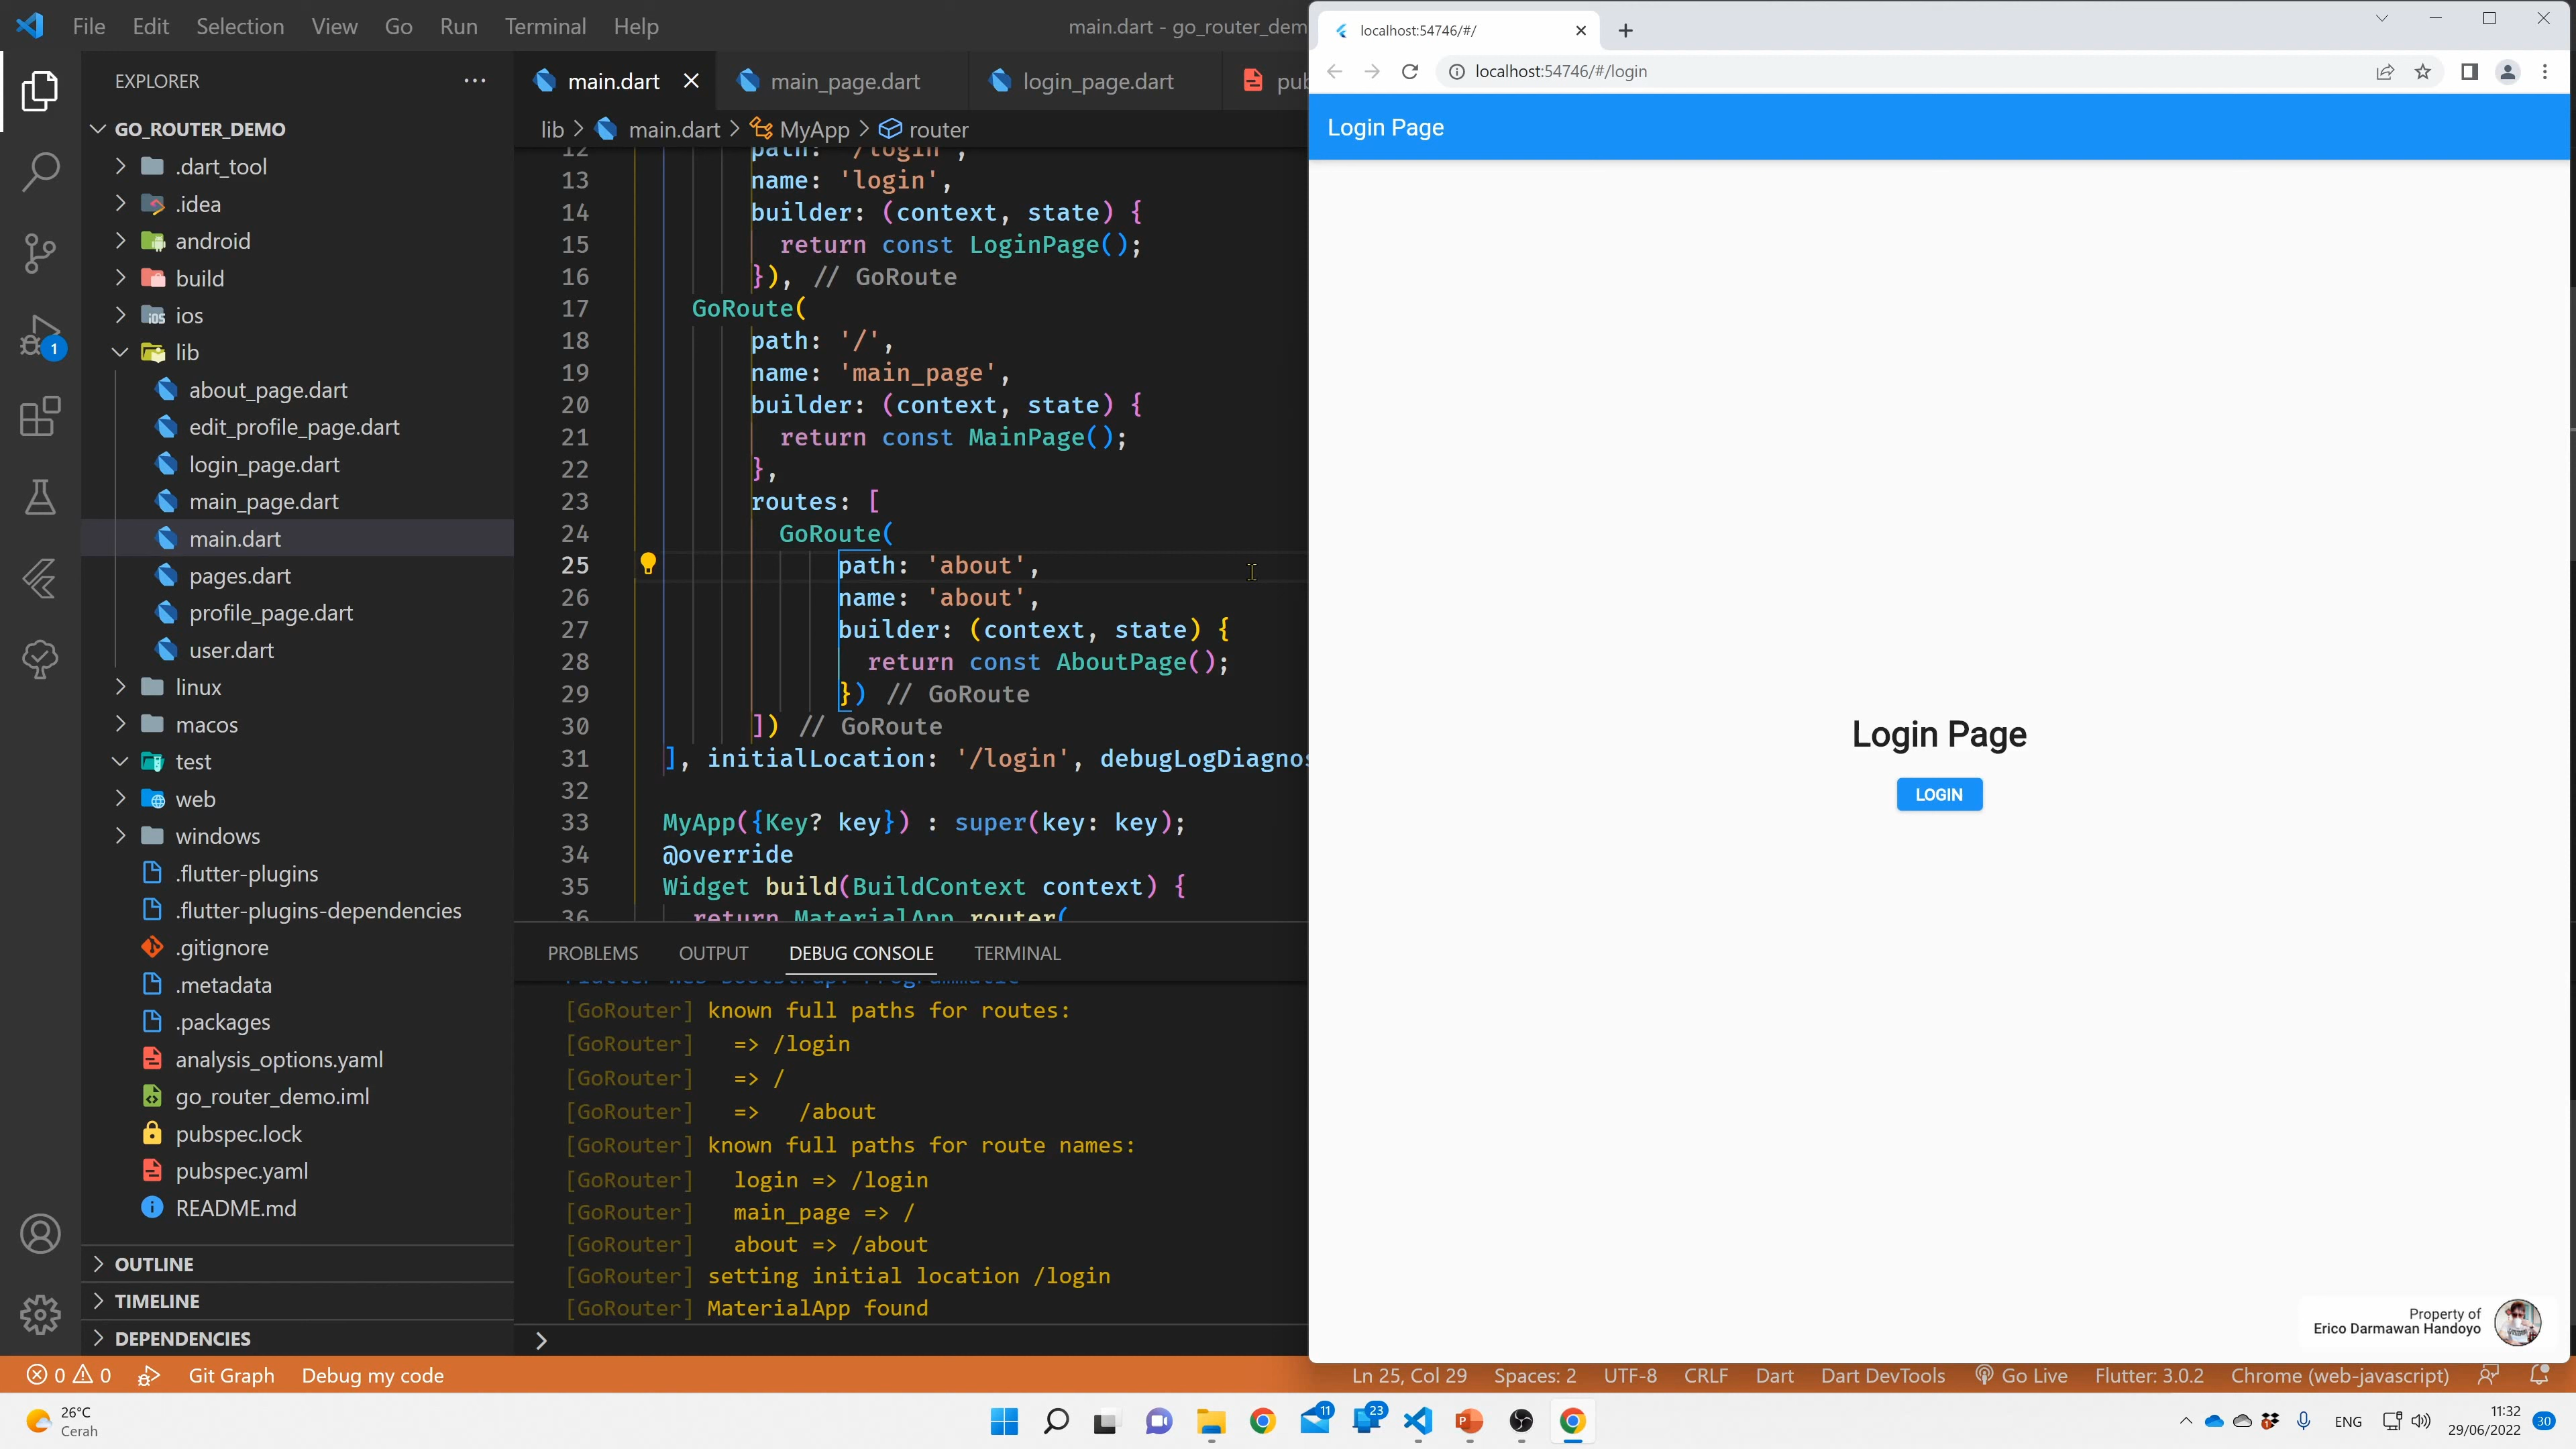 File Edit Selection View Go Run Terminal Help
main.dart - go_router_dem
EXPLORER
GO_ROUTER_DEMO
.dart_tool
.idea
android
build
ios
lib
about_page.dart
edit_profile_page.dart
login_page.dart
main_page.dart
main.dart
pages.dart
profile_page.dart
user.dart
linux
macos
test
web
windows
.flutter-plugins
.flutter-plugins-dependencies
.gitignore
.metadata
.packages
analysis_options.yaml
go_router_demo.iml
pubspec.lock
pubspec.yaml
README.md
OUTLINE
TIMELINE
DEPENDENCIES
main.dart main_page.dart login_page.dart pub
lib > main.dart > MyApp > router
12 path: '/login',
13 name: 'login',
14 builder: (context, state) {
15 return const LoginPage();
16 }), // GoRoute
17 GoRoute(
18 path: '/',
19 name: 'main_page',
20 builder: (context, state) {
21 return const MainPage();
22 },
23 routes: [
24 GoRoute(
25 path: 'about',
26 name: 'about',
27 builder: (context, state) {
28 return const AboutPage();
29 }) // GoRoute
30 ]) // GoRoute
31 ], initialLocation: '/login', debugLogDiagnos
32
33 MyApp({Key? key}) : super(key: key);
34 @override
35 Widget build(BuildContext context) {
36 return MaterialApp.router(
PROBLEMS OUTPUT DEBUG CONSOLE TERMINAL
[GoRouter] known full paths for routes:
[GoRouter] => /login
[GoRouter] => /
[GoRouter] => /about
[GoRouter] known full paths for route names:
[GoRouter] login => /login
[GoRouter] main_page => /
[GoRouter] about => /about
[GoRouter] setting initial location /login
[GoRouter] MaterialApp found
localhost:54746/#/
localhost:54746/#/login
Login Page
Login Page
LOGIN
Property of
Erico Darmawan Handoyo
1
0 0 Git Graph Debug my code
Ln 25, Col 29 Spaces: 2 UTF-8 CRLF Dart Dart DevTools Go Live Flutter: 3.0.2 Chrome (web-javascript)
26°C
Cerah
11
23
ENG
11:32
29/06/2022
30